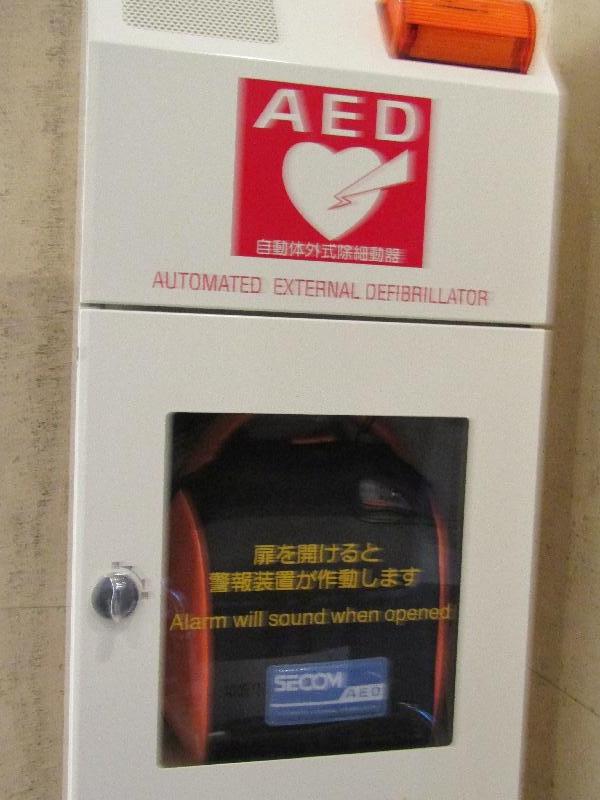 AED
自動体外式除細動器
AUTOMATED EXTERNAL DEFIBRILLATOR
扉を開けると
警報装置が作動します
Alarm will sound when opened
SECOM
AED